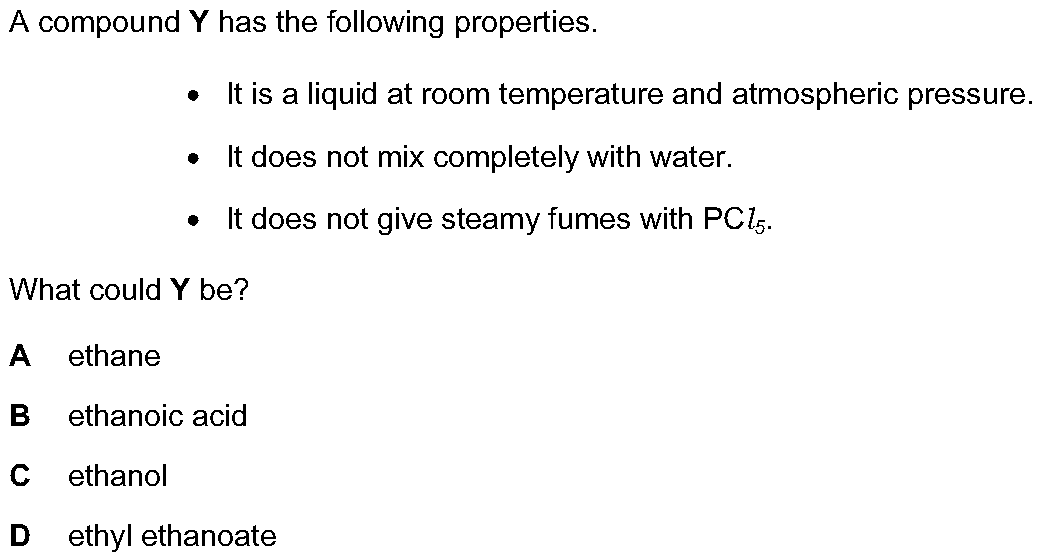 A compound Y has the following properties.
• It is a liquid at room temperature and atmospheric pressure.
• It does not mix completely with water.
• It does not give steamy fumes with PCl5.
What could Y be?
A ethane
B ethanoic acid
C ethanol
D ethyl ethanoate